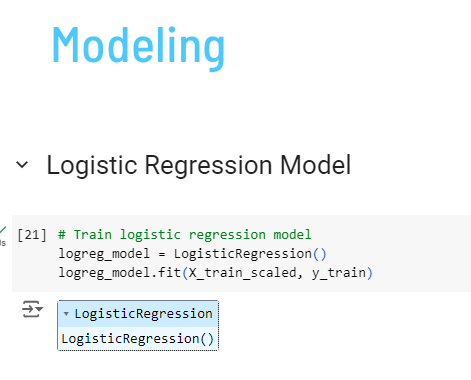 Modeling
Logistic Regression Model
[21] # Train logistic regression model
logreg_model = LogisticRegression()
logreg_model.fit(X_train_scaled, y_train)
LogisticRegression
LogisticRegression()